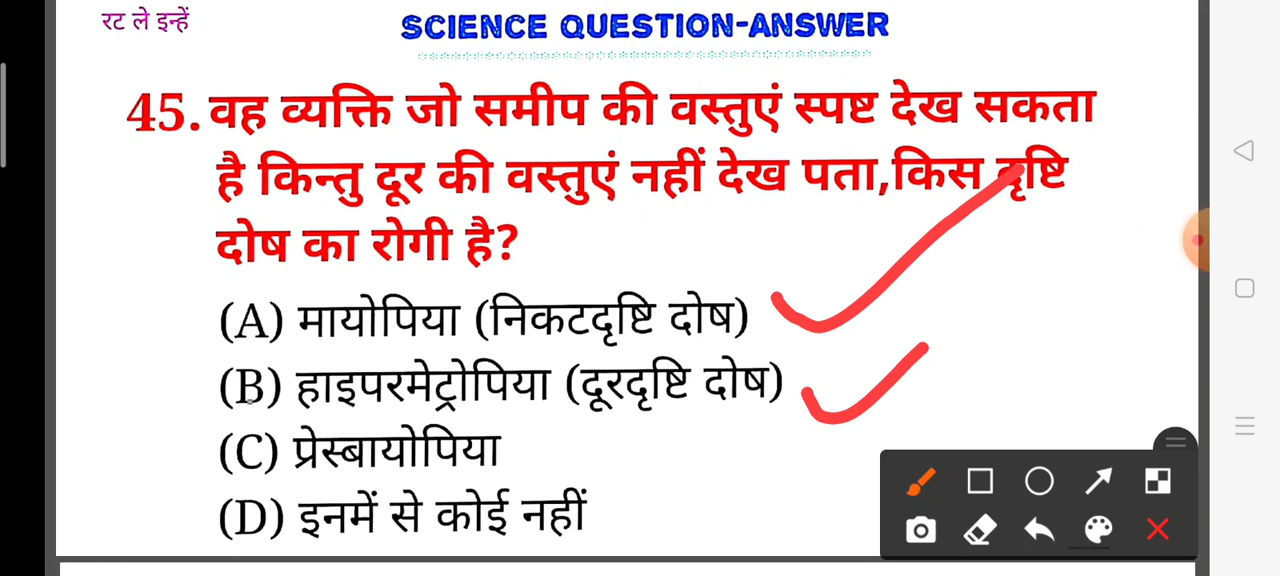 रट ले इन्हें
SCIENCE QUESTION-ANSWER
45. वह व्यक्ति जो समीप की वस्तुएं स्पष्ट देख सकता
है किन्तु दूर की वस्तुएं नहीं देख पता,किस दृष्टि
दोष का रोगी है?
(A) मायोपिया (निकटदृष्टि दोष)
(B) हाइपरमेट्रोपिया (दूरदृष्टि दोष)
(C) प्रेस्बायोपिया
(D) इनमें से कोई नहीं